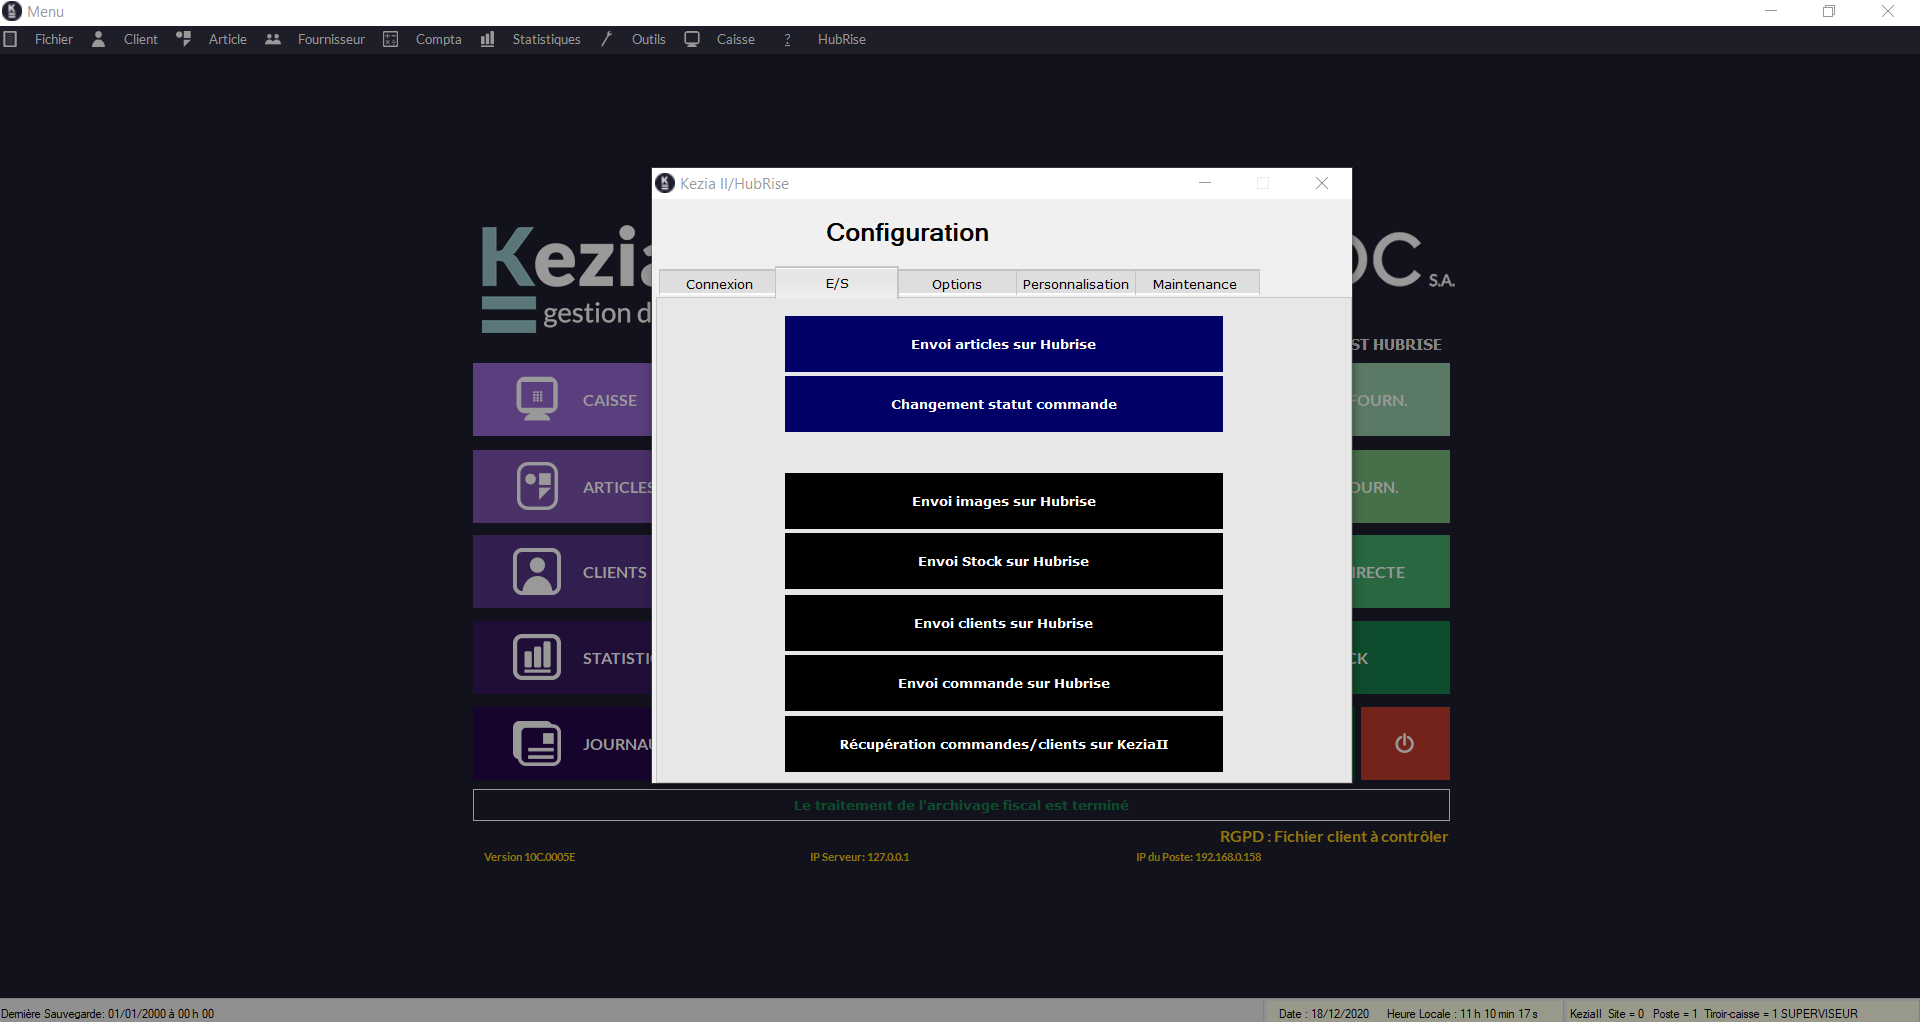 Menu
Fichier Client Article Fournisseur Compta Statistiques Outils Caisse ? HubRise
Kezia II/HubRise
Configuration
Connexion E/S Options Personnalisation Maintenance
Kezia
gestion d
OC S.A.
ST HUBRISE
Envoi articles sur Hubrise
Changement statut commande
Envoi images sur Hubrise
Envoi Stock sur Hubrise
Envoi clients sur Hubrise
Envoi commande sur Hubrise
Récupération commandes/clients sur KeziaII
CAISSE
FOURN.
ARTICLES
OURN.
CLIENTS
IRECTE
STATISTI
CK
JOURNAU
Le traitement de l'archivage fiscal est terminé
RGPD : Fichier client à contrôler
Version 10C.0005E IP Serveur: 127.0.0.1 IP du Poste: 192.168.0.158
Dernière Sauvegarde: 01/01/2000 à 00 h 00 Date : 18/12/2020 Heure Locale : 11 h 10 min 17 s KeziaII Site = 0 Poste = 1 Tiroir-caisse = 1 SUPERVISEUR